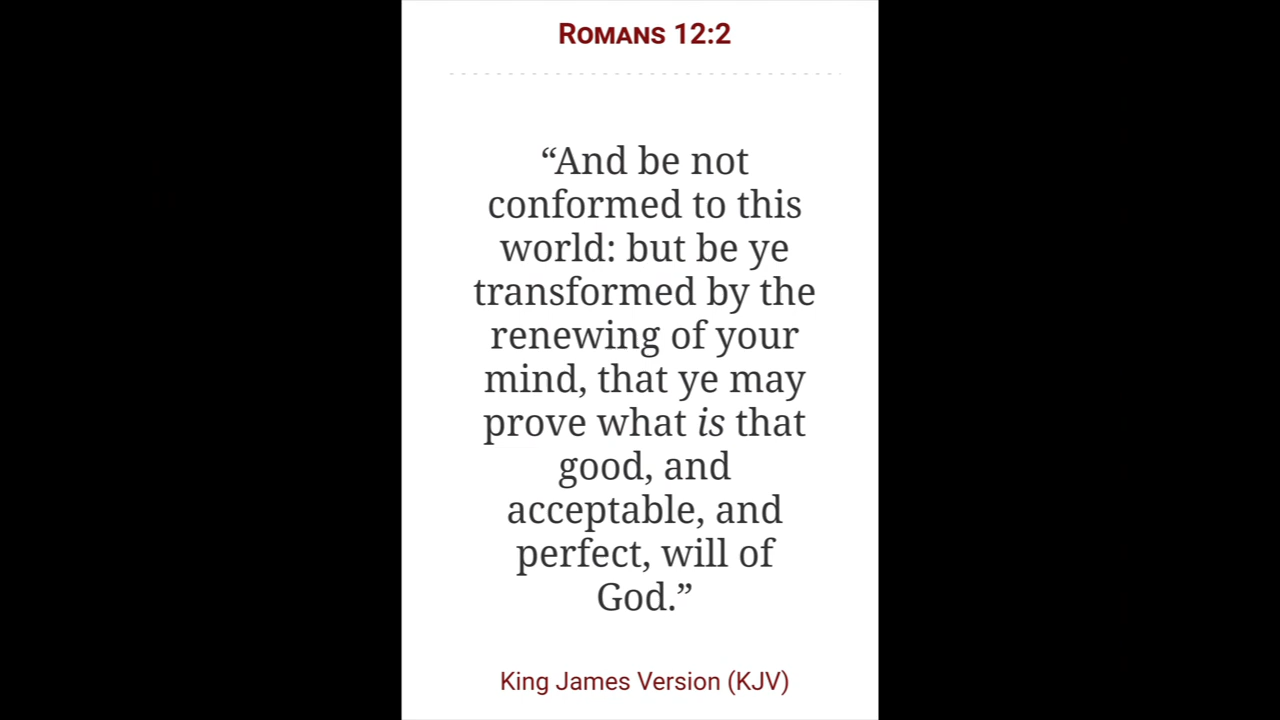 Romans 12:2
“And be not
conformed to this
world: but be ye
transformed by the
renewing of your
mind, that ye may
prove what is that
good, and
acceptable, and
perfect, will of
God.”
King James Version (KJV)